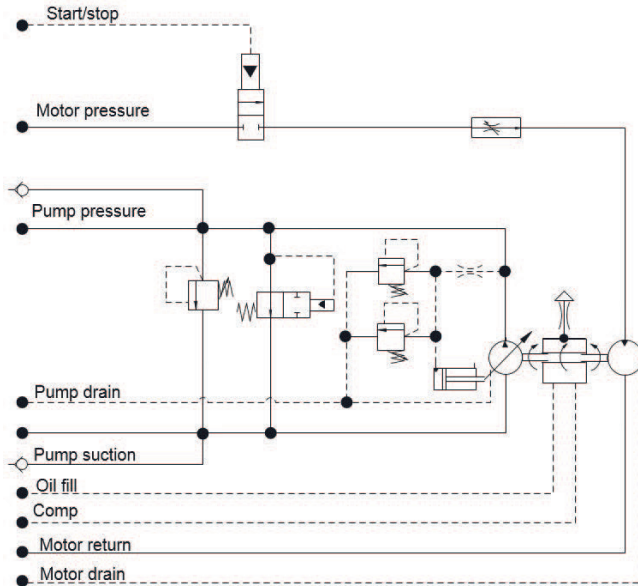 Start/stop
Motor pressure
Pump pressure
Pump drain
Pump suction
Oil fill
Comp
Motor return
Motor drain